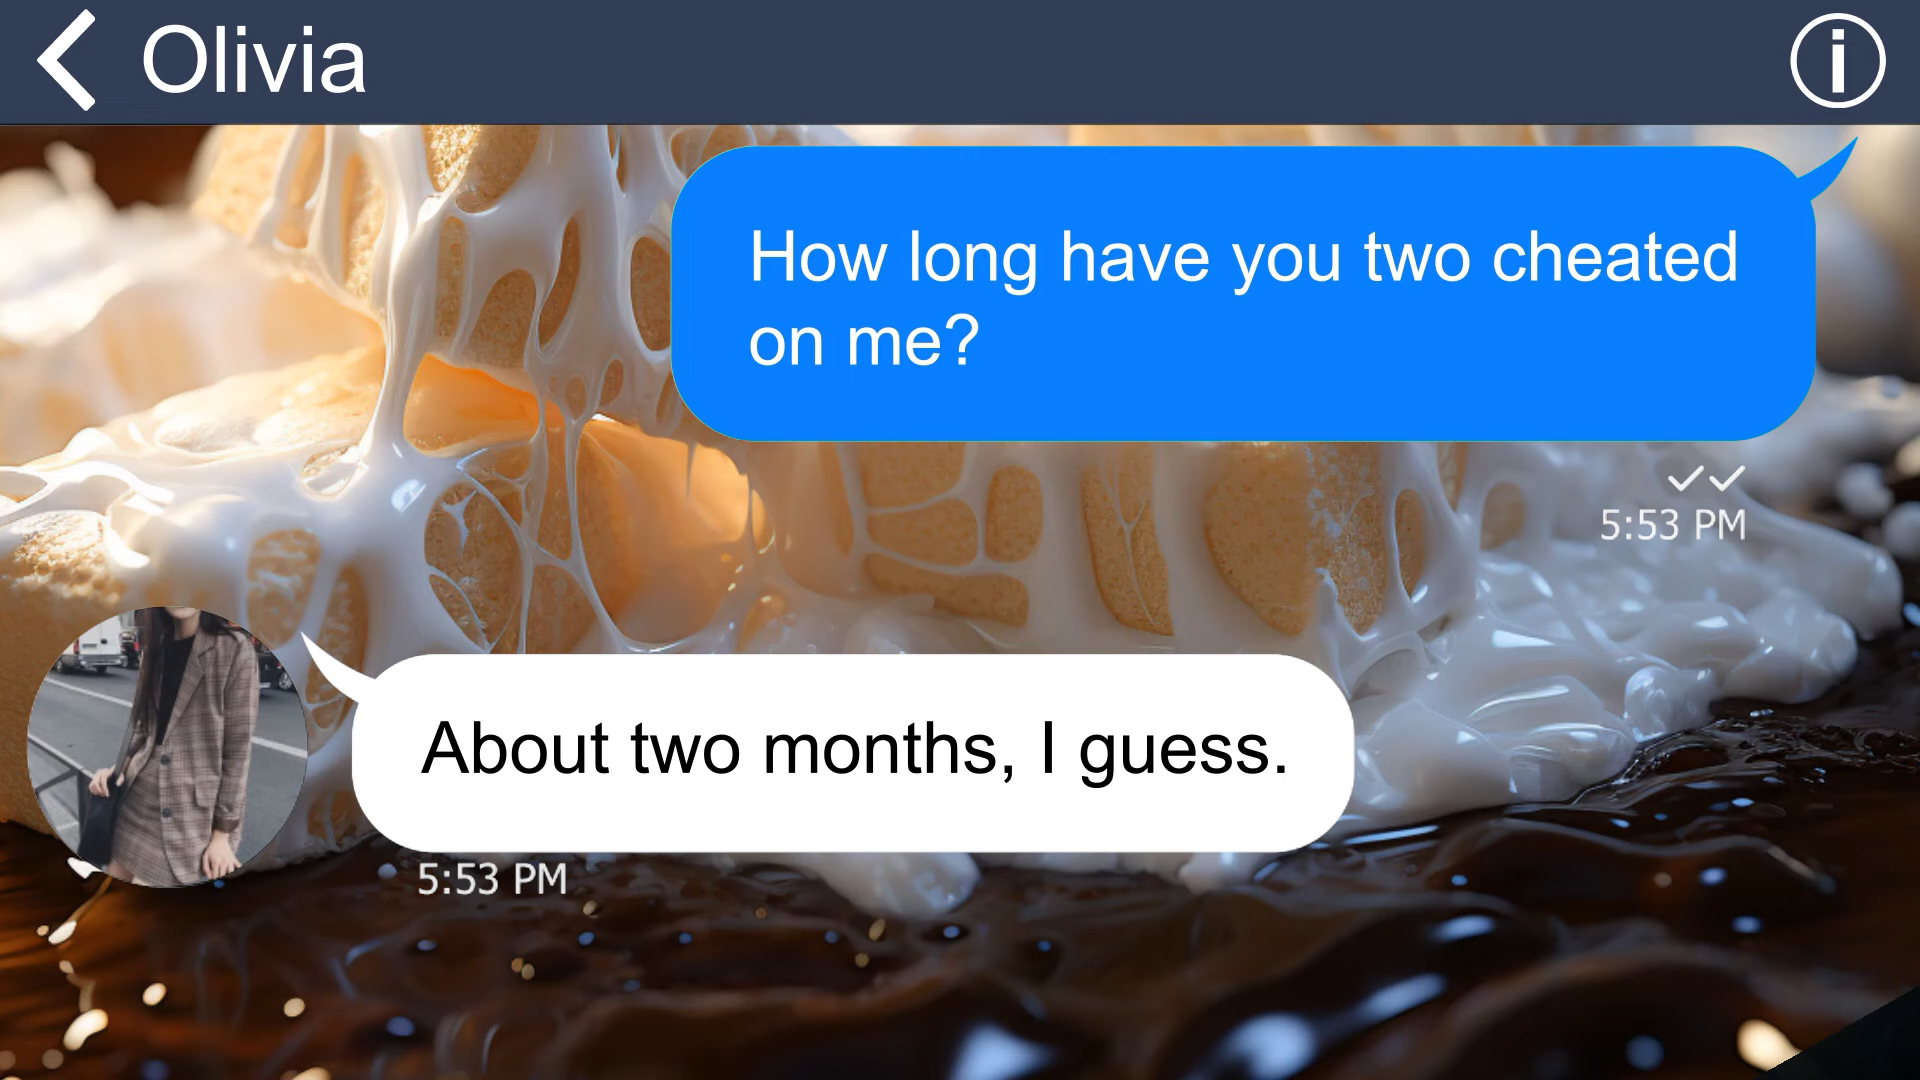 Olivia
How long have you two cheated
on me?
5:53 PM
About two months, I guess.
5:53 PM